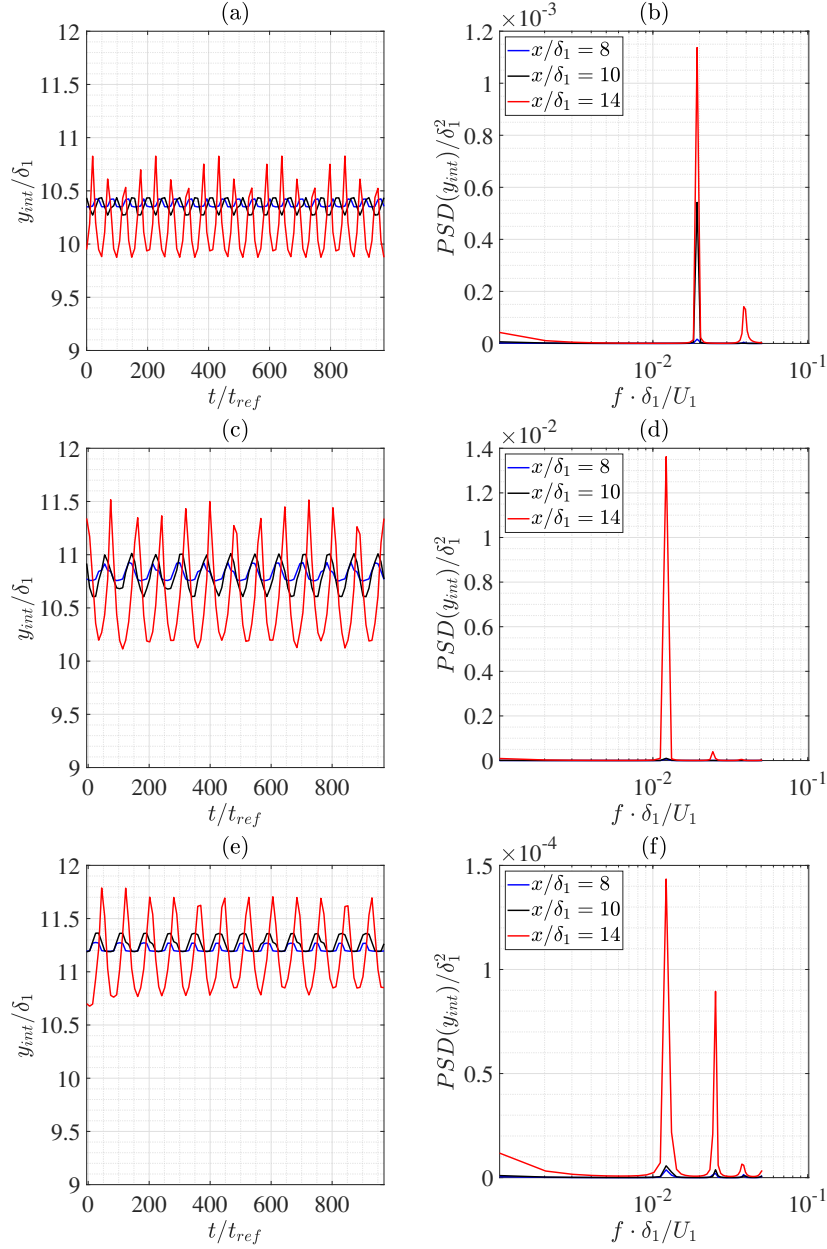 (a)
12
11.5
11
10.5
10
9.5
9
y_int/δ_1
0 200 400 600 800
t/t_ref
(b)
×10^-3
1.2
1
0.8
0.6
0.4
0.2
0
PSD(y_int)/δ_1^2
x/δ_1 = 8
x/δ_1 = 10
x/δ_1 = 14
10^-2 10^-1
f · δ_1/U_1
(c)
12
11.5
11
10.5
10
9.5
9
y_int/δ_1
0 200 400 600 800
t/t_ref
(d)
×10^-2
1.4
1.2
1
0.8
0.6
0.4
0.2
0
PSD(y_int)/δ_1^2
x/δ_1 = 8
x/δ_1 = 10
x/δ_1 = 14
10^-2 10^-1
f · δ_1/U_1
(e)
12
11.5
11
10.5
10
9.5
9
y_int/δ_1
0 200 400 600 800
t/t_ref
(f)
×10^-4
1.5
1
0.5
0
PSD(y_int)/δ_1^2
x/δ_1 = 8
x/δ_1 = 10
x/δ_1 = 14
10^-2 10^-1
f · δ_1/U_1